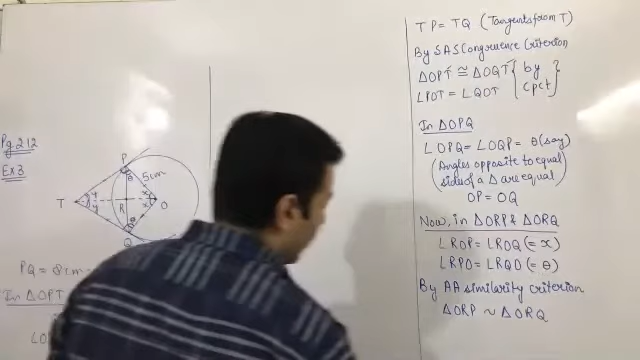 Pg 212
Ex 3
P
θ
5cm
T
y
y
R
x
x
O
θ
Q
PQ = 8cm
In ΔOPT
LO
TP = TQ (Tangents from T)
By SAS Congruence Criterion
ΔOPT ≅ ΔOQT { by
∠POT = ∠QOT { cpct }
In ΔOPQ
∠OPQ = ∠OQP = θ (say)
(Angles opposite to equal
sides of a Δ are equal
OP = OQ)
Now, in ΔORP & ΔORQ
∠ROP = ∠ROQ (= x)
∠RPO = ∠RQO (= θ)
By AA similarity criterion
ΔORP ~ ΔORQ